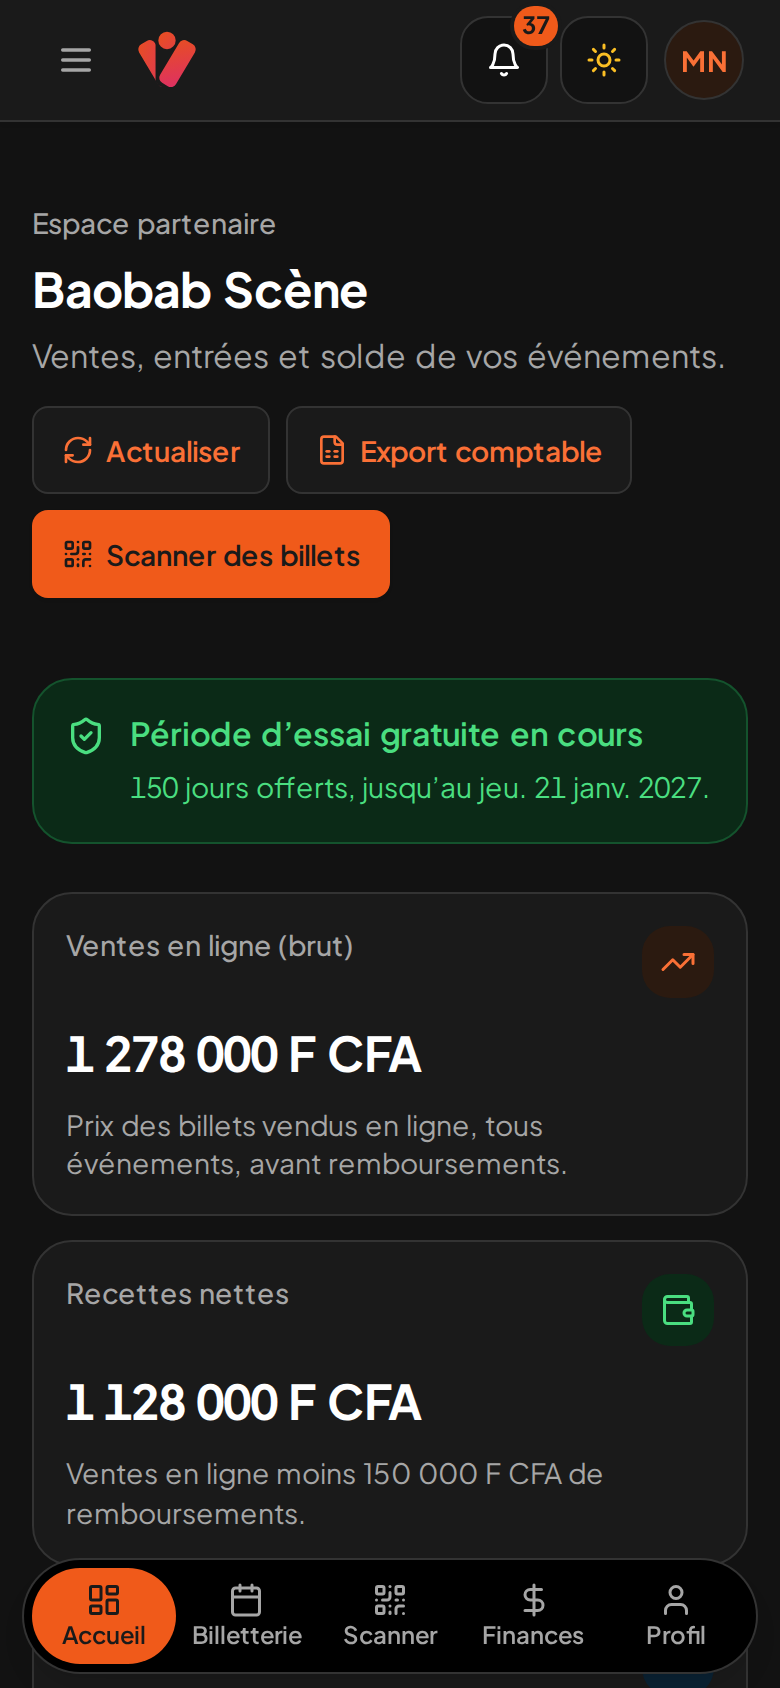 37
MN
Espace partenaire
Baobab Scène
Ventes, entrées et solde de vos événements.
Actualiser
Export comptable
Scanner des billets
Période d’essai gratuite en cours
150 jours offerts, jusqu’au jeu. 21 janv. 2027.
Ventes en ligne (brut)
1 278 000 F CFA
Prix des billets vendus en ligne, tous
événements, avant remboursements.
Recettes nettes
1 128 000 F CFA
Ventes en ligne moins 150 000 F CFA de
remboursements.
Accueil
Billetterie
Scanner
Finances
Profil